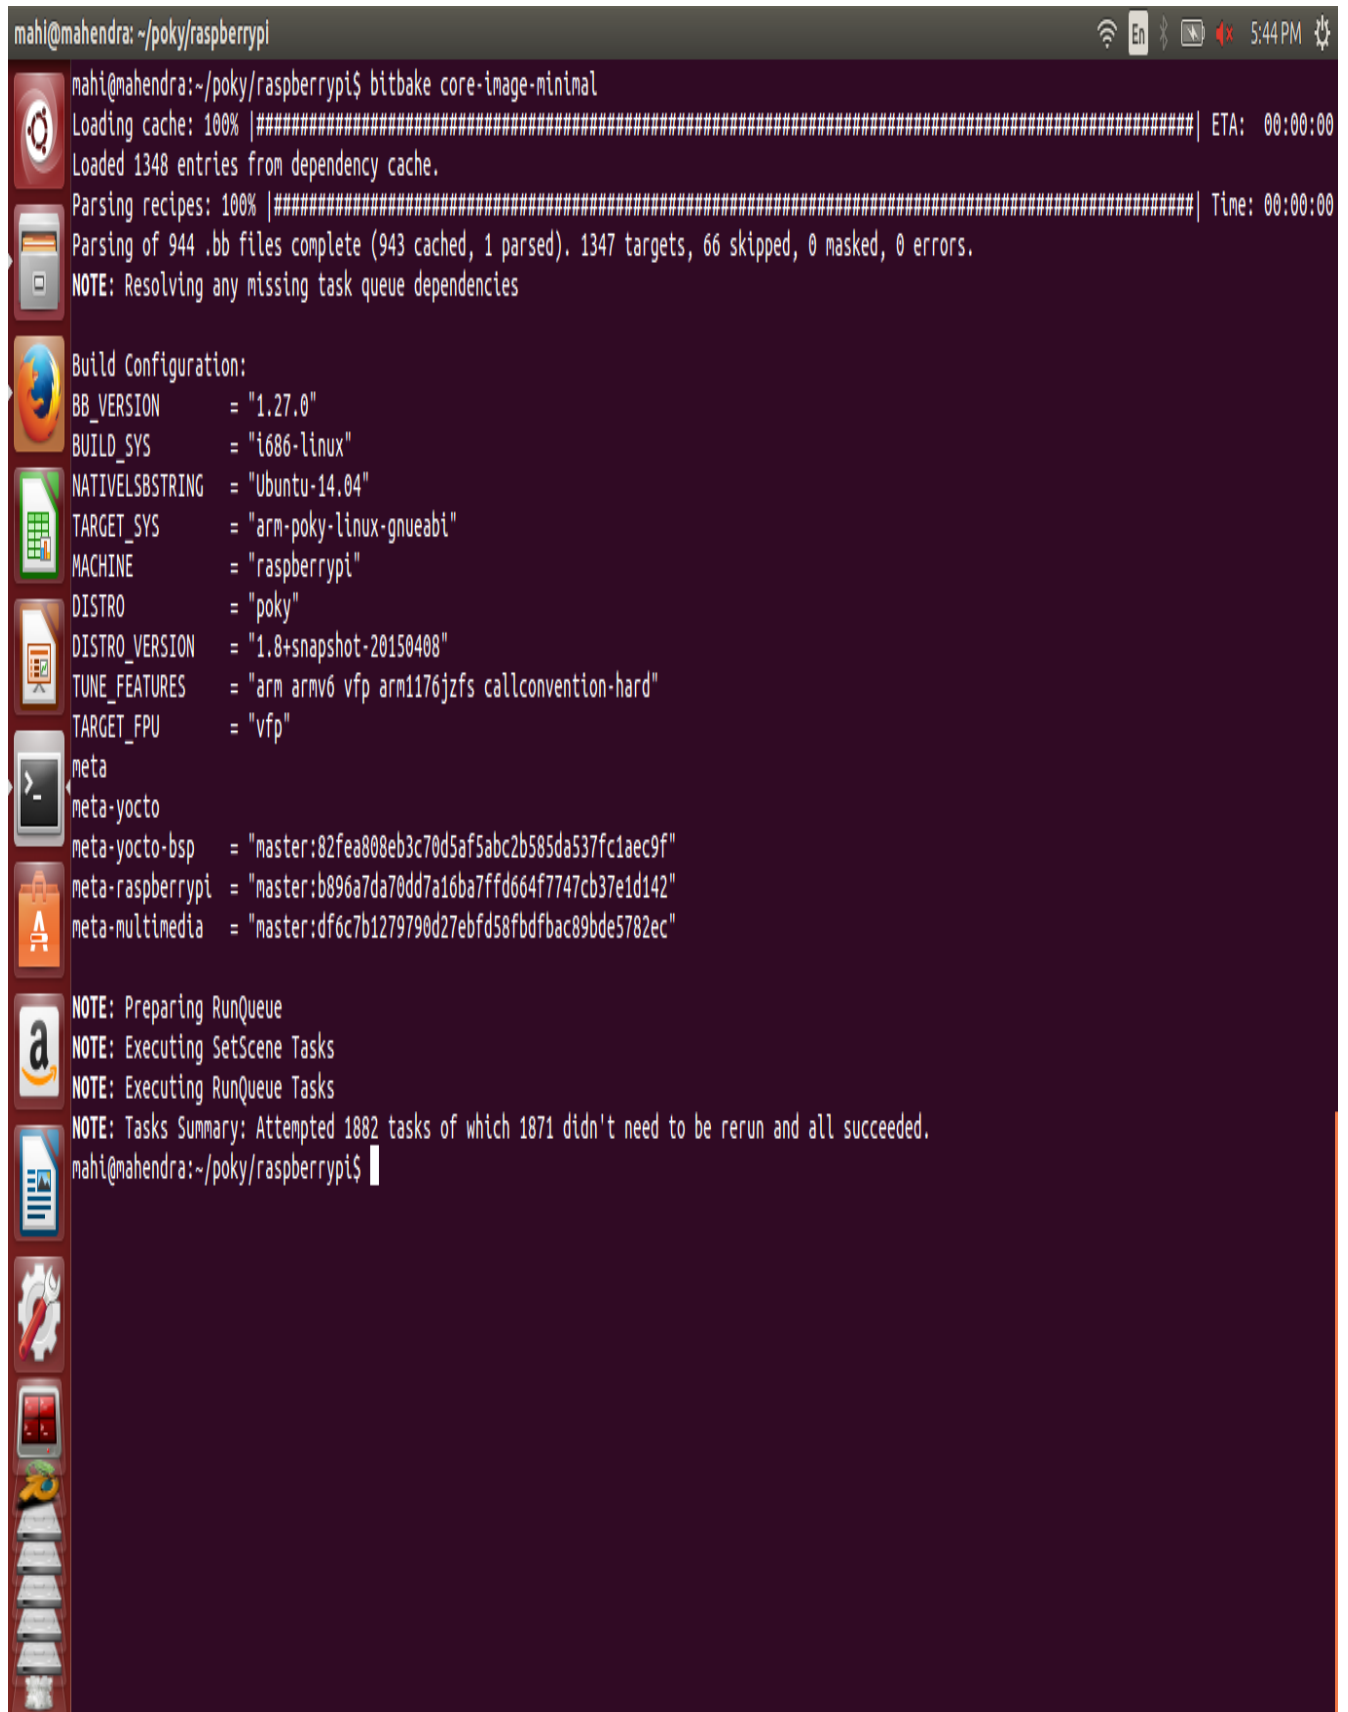 mahi@mahendra: ~/poky/raspberrypi
En
5:44 PM
mahi@mahendra:~/poky/raspberrypi$ bitbake core-image-minimal
Loading cache: 100% |###########################################################################################################| ETA:  00:00:00
Loaded 1348 entries from dependency cache.
Parsing recipes: 100% |#########################################################################################################| Time: 00:00:00
Parsing of 944 .bb files complete (943 cached, 1 parsed). 1347 targets, 66 skipped, 0 masked, 0 errors.
NOTE: Resolving any missing task queue dependencies
Build Configuration:
BB_VERSION        = "1.27.0"
BUILD_SYS         = "i686-linux"
NATIVELSBSTRING   = "Ubuntu-14.04"
TARGET_SYS        = "arm-poky-linux-gnueabi"
MACHINE           = "raspberrypi"
DISTRO            = "poky"
DISTRO_VERSION    = "1.8+snapshot-20150408"
TUNE_FEATURES     = "arm armv6 vfp arm1176jzfs callconvention-hard"
TARGET_FPU        = "vfp"
meta
meta-yocto
meta-yocto-bsp    = "master:82fea808eb3c70d5af5abc2b585da537fc1aec9f"
meta-raspberrypi  = "master:b896a7da70dd7a16ba7ffd664f7747cb37e1d142"
meta-multimedia   = "master:df6c7b1279790d27ebfd58fbdfbac89bde5782ec"
NOTE: Preparing RunQueue
NOTE: Executing SetScene Tasks
NOTE: Executing RunQueue Tasks
NOTE: Tasks Summary: Attempted 1882 tasks of which 1871 didn't need to be rerun and all succeeded.
mahi@mahendra:~/poky/raspberrypi$